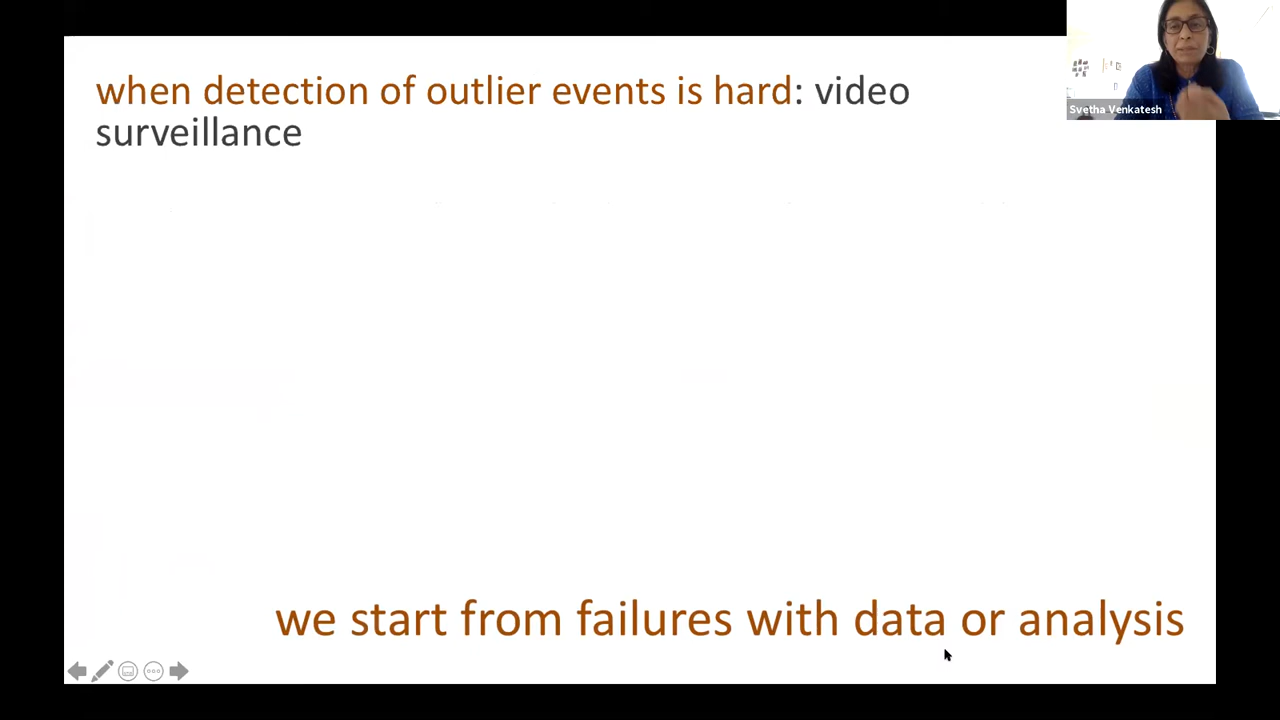 when detection of outlier events is hard: video
surveillance
Svetha Venkatesh
we start from failures with data or analysis